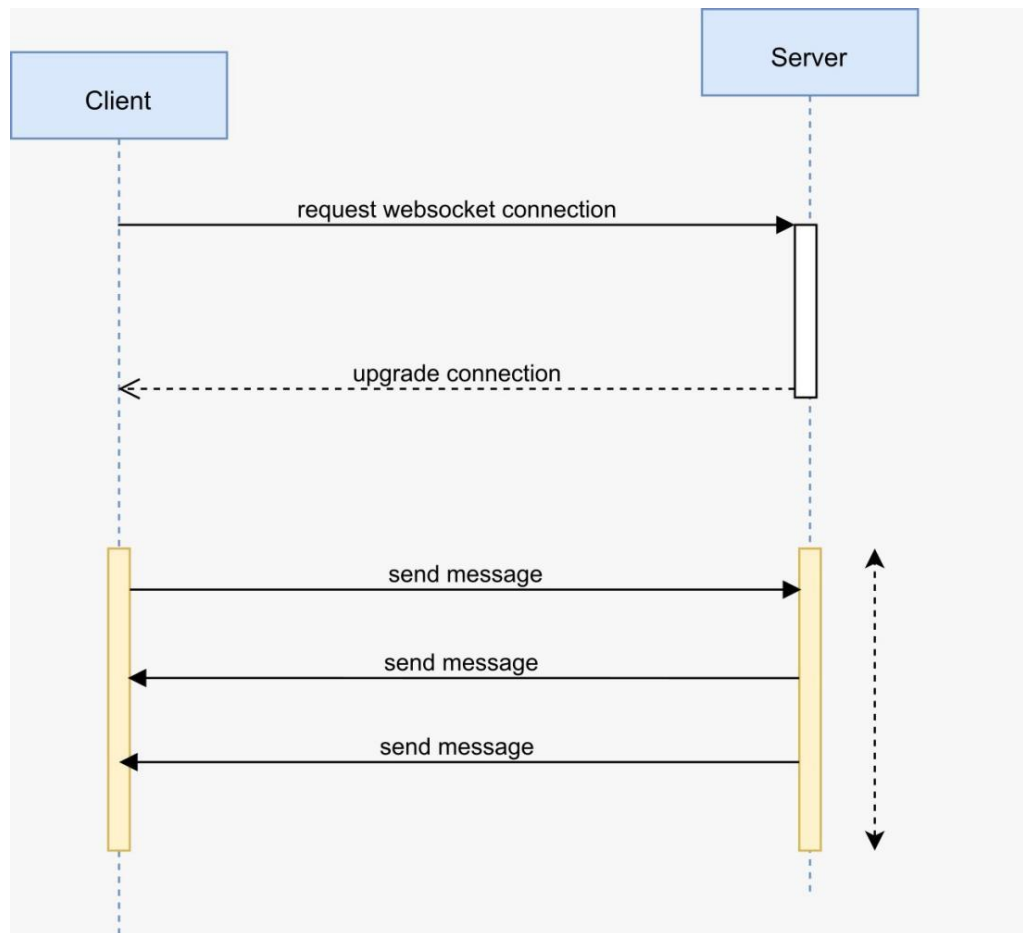 Server
Client
request websocket connection
upgrade connection
send message
send message
send message